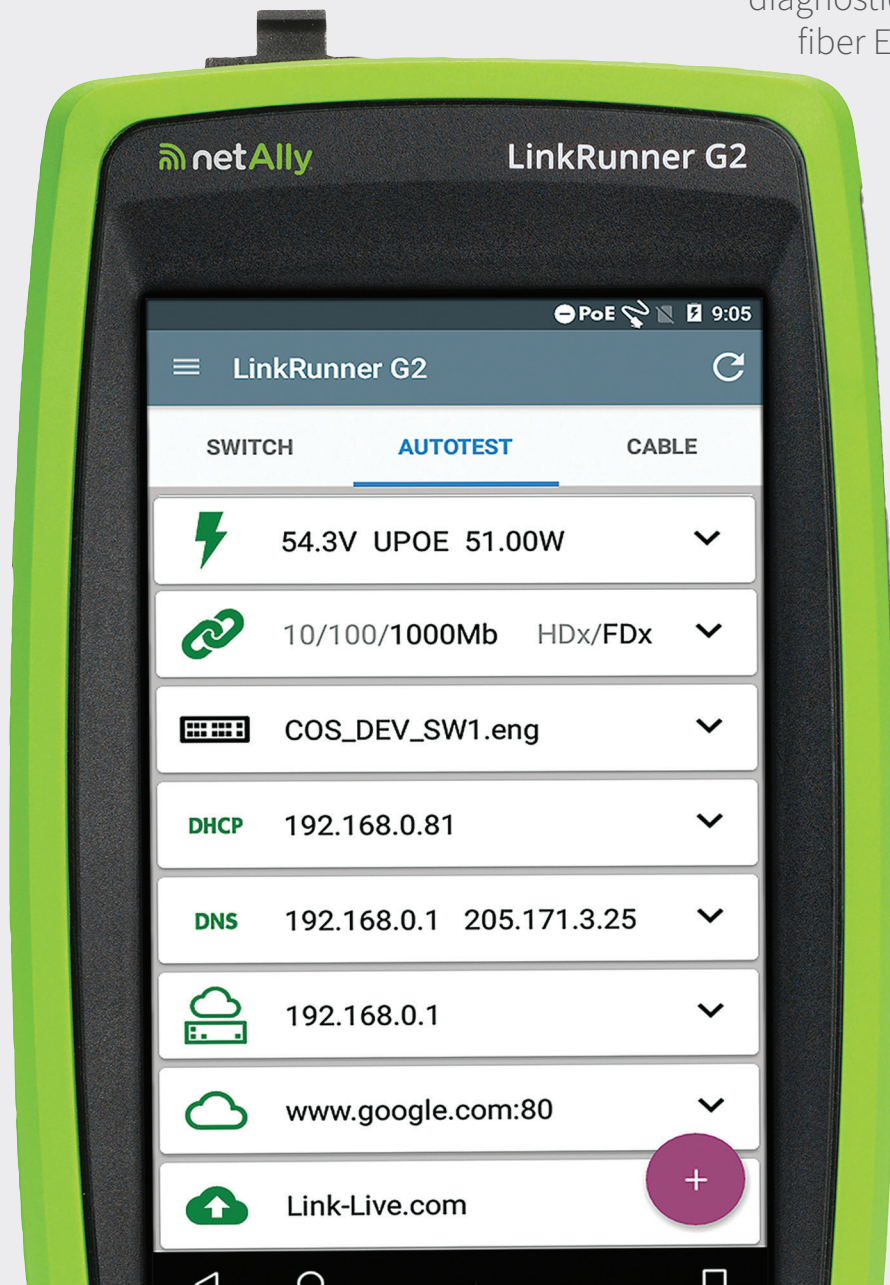 diagnostic
fiber E
netAlly LinkRunner G2
PoE 9:05
LinkRunner G2
SWITCH AUTOTEST CABLE
54.3V UPOE 51.00W
10/100/1000Mb HDx/FDx
COS_DEV_SW1.eng
DHCP 192.168.0.81
DNS 192.168.0.1 205.171.3.25
192.168.0.1
www.google.com:80
Link-Live.com
+